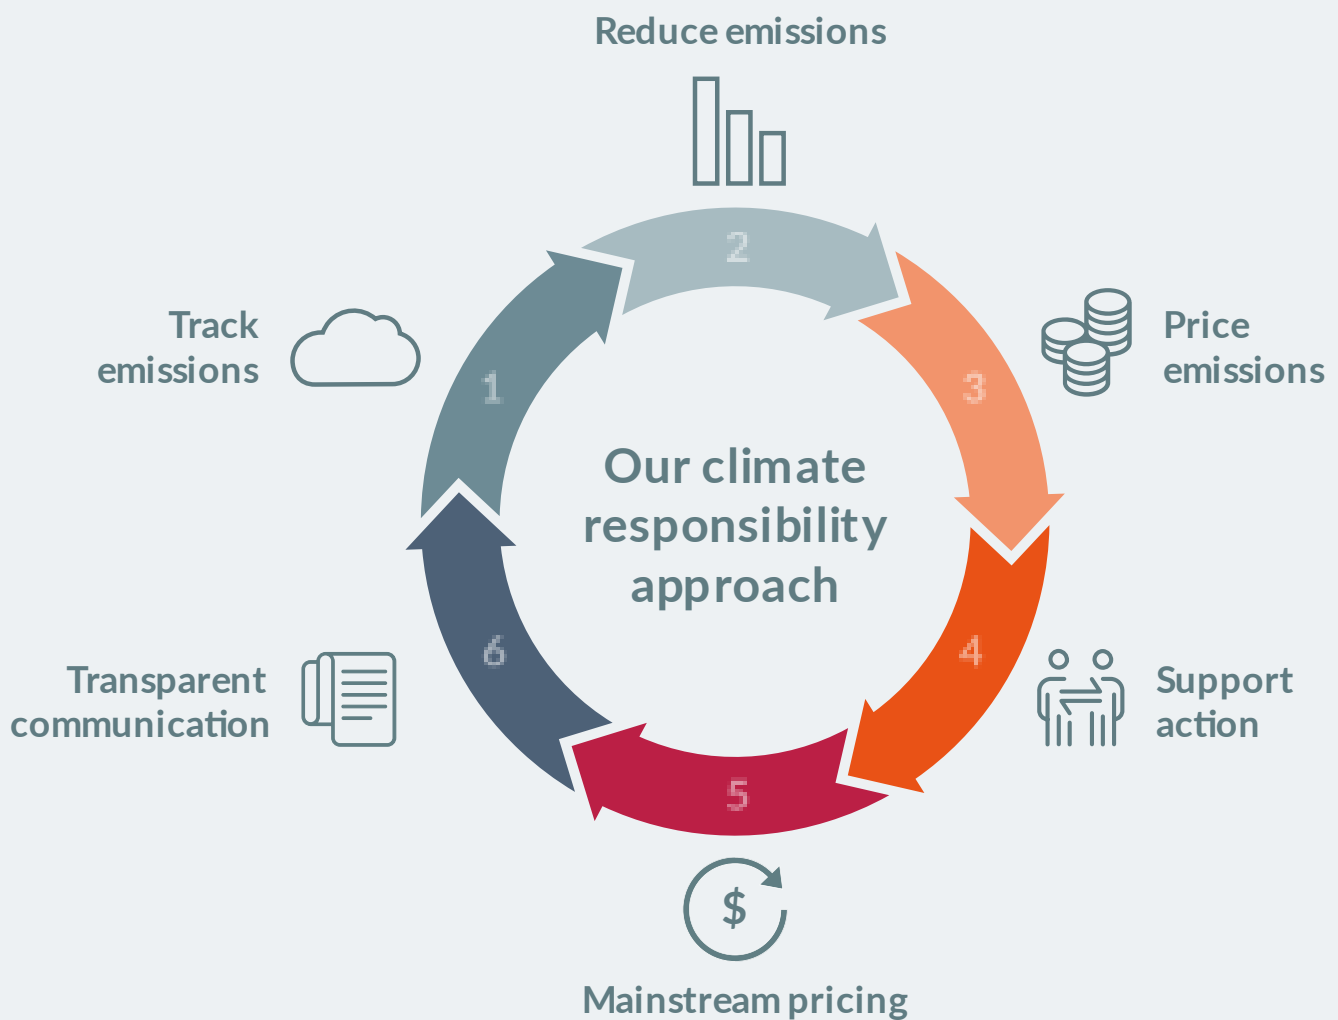 Reduce emissions
2
Track
emissions
1
3
Price
emissions
Our climate
responsibility
approach
Transparent
communication
6
4
Support
action
5
$
Mainstream pricing